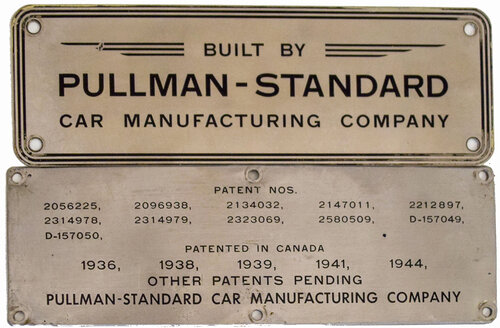 BUILT BY
PULLMAN-STANDARD
CAR MANUFACTURING COMPANY
PATENT NOS.
2056225, 2096938, 2134032, 2147011, 2212897,
2314978, 2314979, 2323069, 2580509, D-157049,
D-157050,
PATENTED IN CANADA
1936, 1938, 1939, 1941, 1944,
OTHER PATENTS PENDING
PULLMAN-STANDARD CAR MANUFACTURING COMPANY